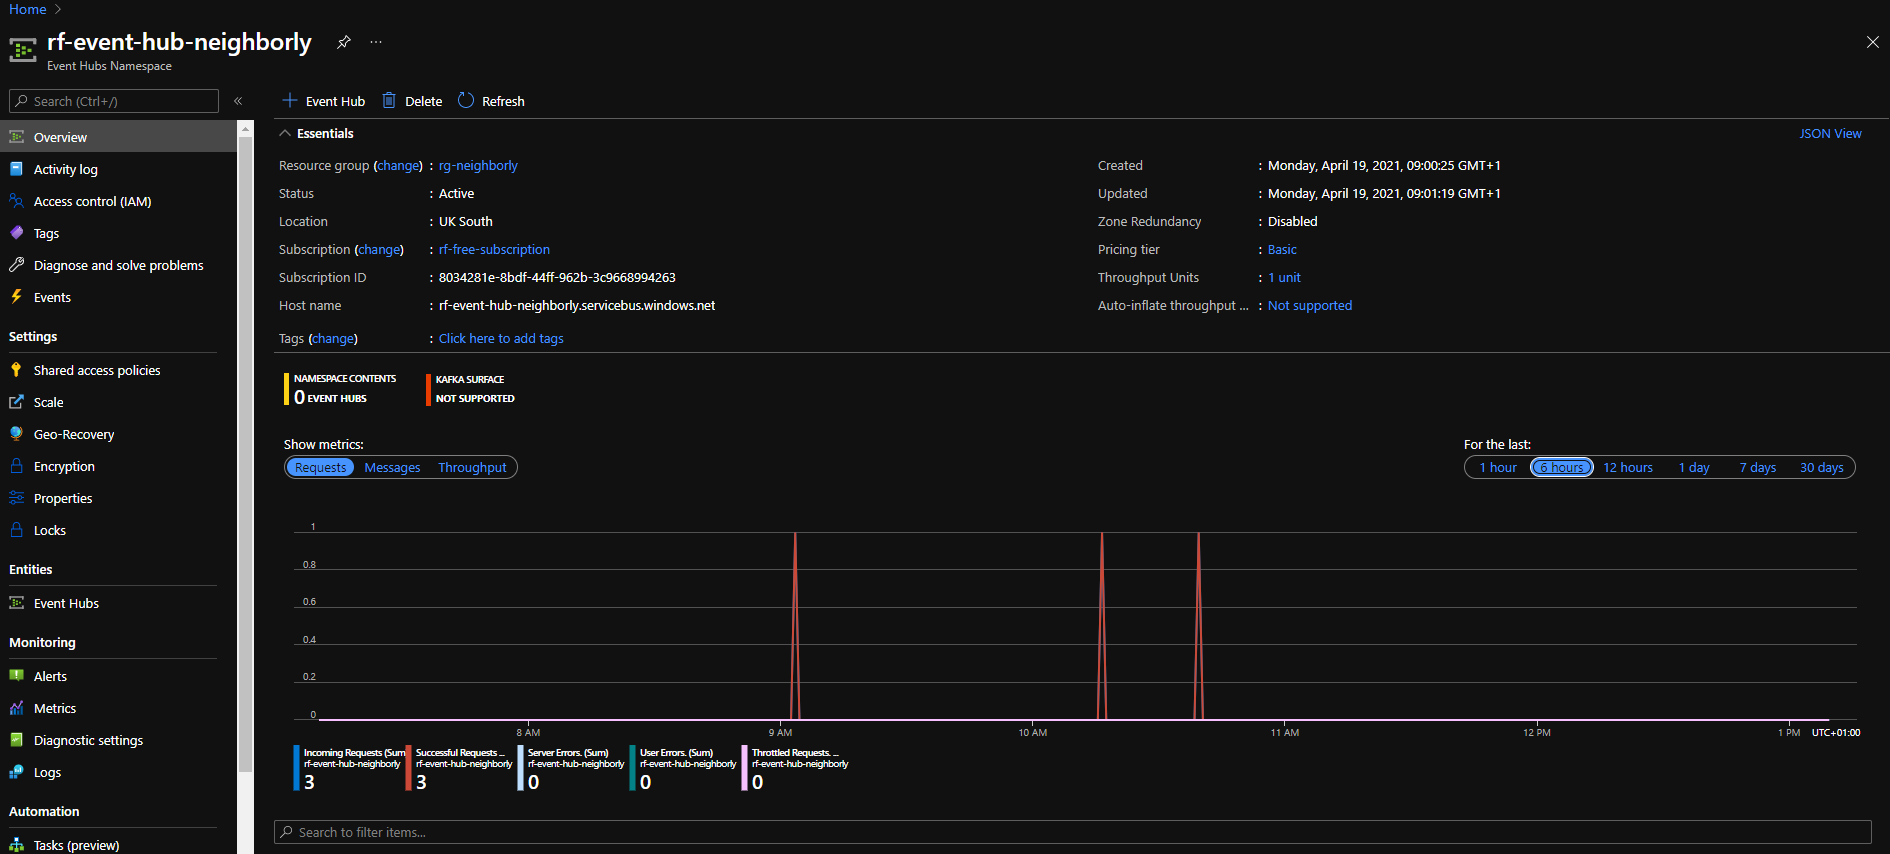 Home >
rf-event-hub-neighborly ...
Event Hubs Namespace
Search (Ctrl+/) «
Overview
Activity log
Access control (IAM)
Tags
Diagnose and solve problems
Events
Settings
Shared access policies
Scale
Geo-Recovery
Encryption
Properties
Locks
Entities
Event Hubs
Monitoring
Alerts
Metrics
Diagnostic settings
Logs
Automation
Tasks (preview)
+ Event Hub Delete Refresh
Essentials JSON View
Resource group (change) : rg-neighborly
Status : Active
Location : UK South
Subscription (change) : rf-free-subscription
Subscription ID : 8034281e-8bdf-44ff-962b-3c9668994263
Host name : rf-event-hub-neighborly.servicebus.windows.net
Tags (change) : Click here to add tags
Created : Monday, April 19, 2021, 09:00:25 GMT+1
Updated : Monday, April 19, 2021, 09:01:19 GMT+1
Zone Redundancy : Disabled
Pricing tier : Basic
Throughput Units : 1 unit
Auto-inflate throughput ... : Not supported
NAMESPACE CONTENTS
0 EVENT HUBS
KAFKA SURFACE
NOT SUPPORTED
Show metrics:
Requests Messages Throughput
For the last:
1 hour 6 hours 12 hours 1 day 7 days 30 days
1
0.8
0.6
0.4
0.2
0
8 AM 9 AM 10 AM 11 AM 12 PM 1 PM UTC+01:00
Incoming Requests (Sum
rf-event-hub-neighborly
3
Successful Requests ...
rf-event-hub-neighborly
3
Server Errors. (Sum)
rf-event-hub-neighborly
0
User Errors. (Sum)
rf-event-hub-neighborly
0
Throttled Requests. ...
rf-event-hub-neighborly
0
Search to filter items...